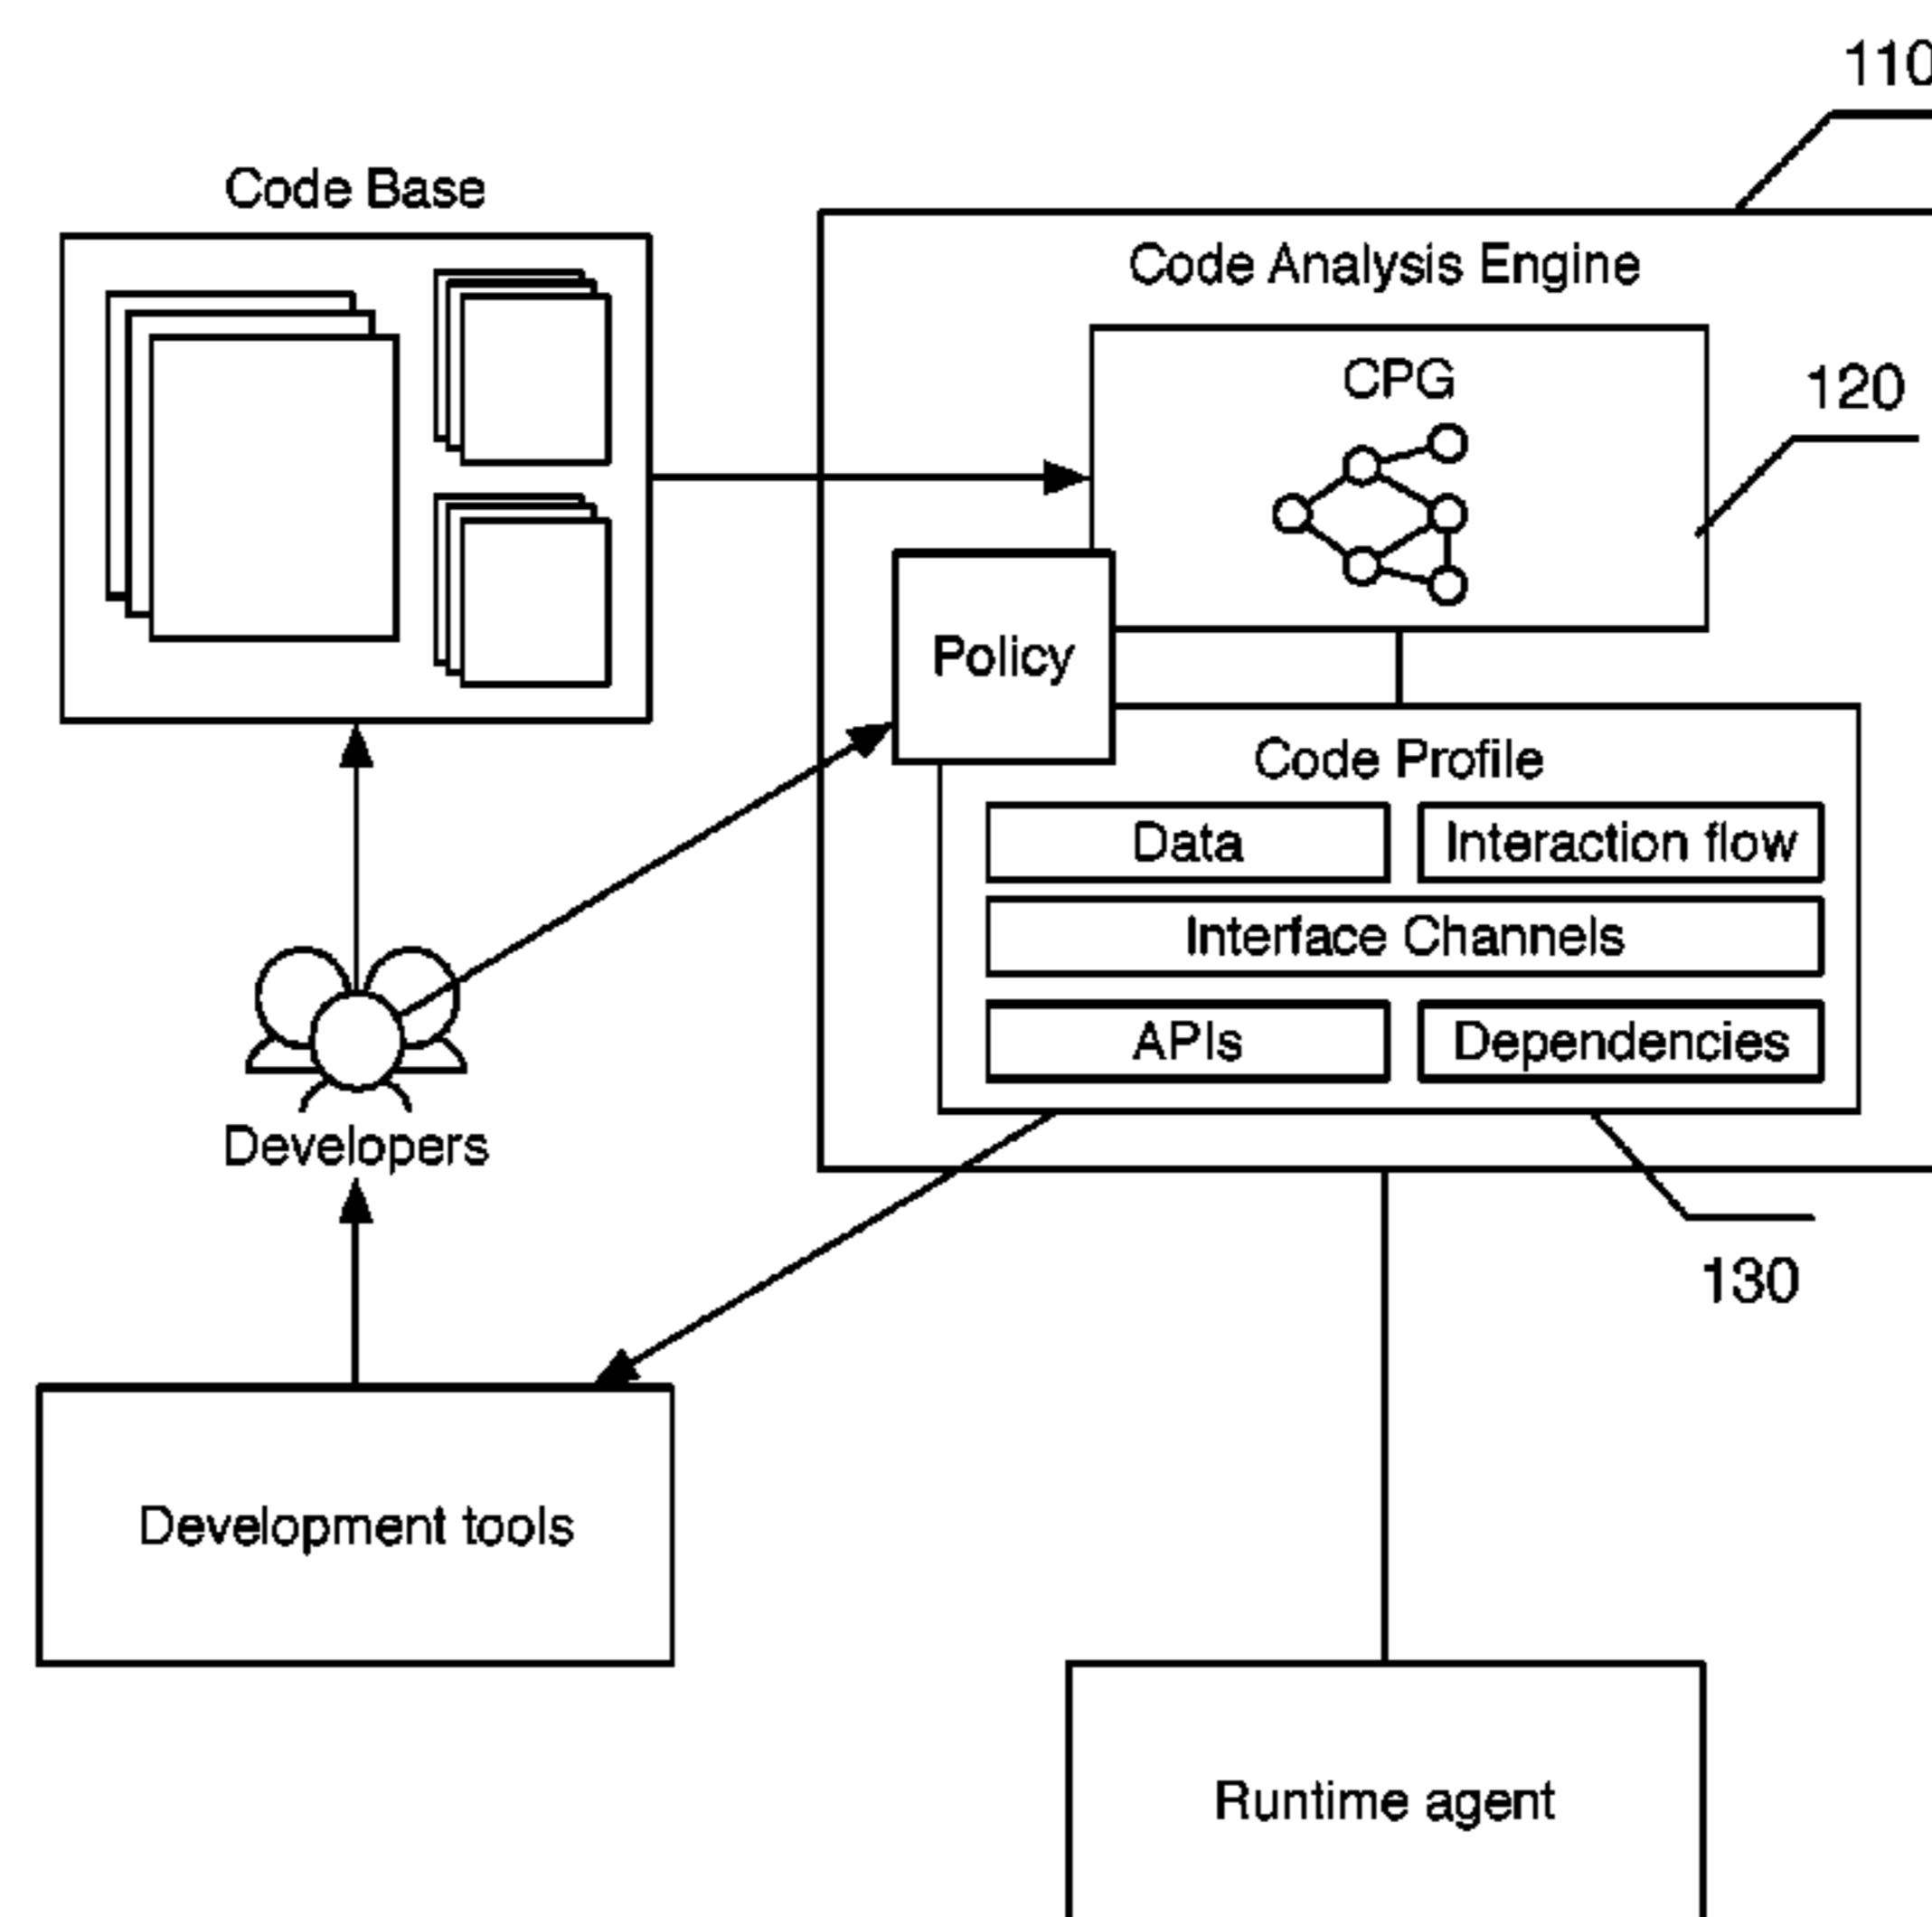 110
Code Base
Code Analysis Engine
CPG
120
Policy
Code Profile
Data
Interaction flow
Interface Channels
APIs
Dependencies
Developers
130
Development tools
Runtime agent